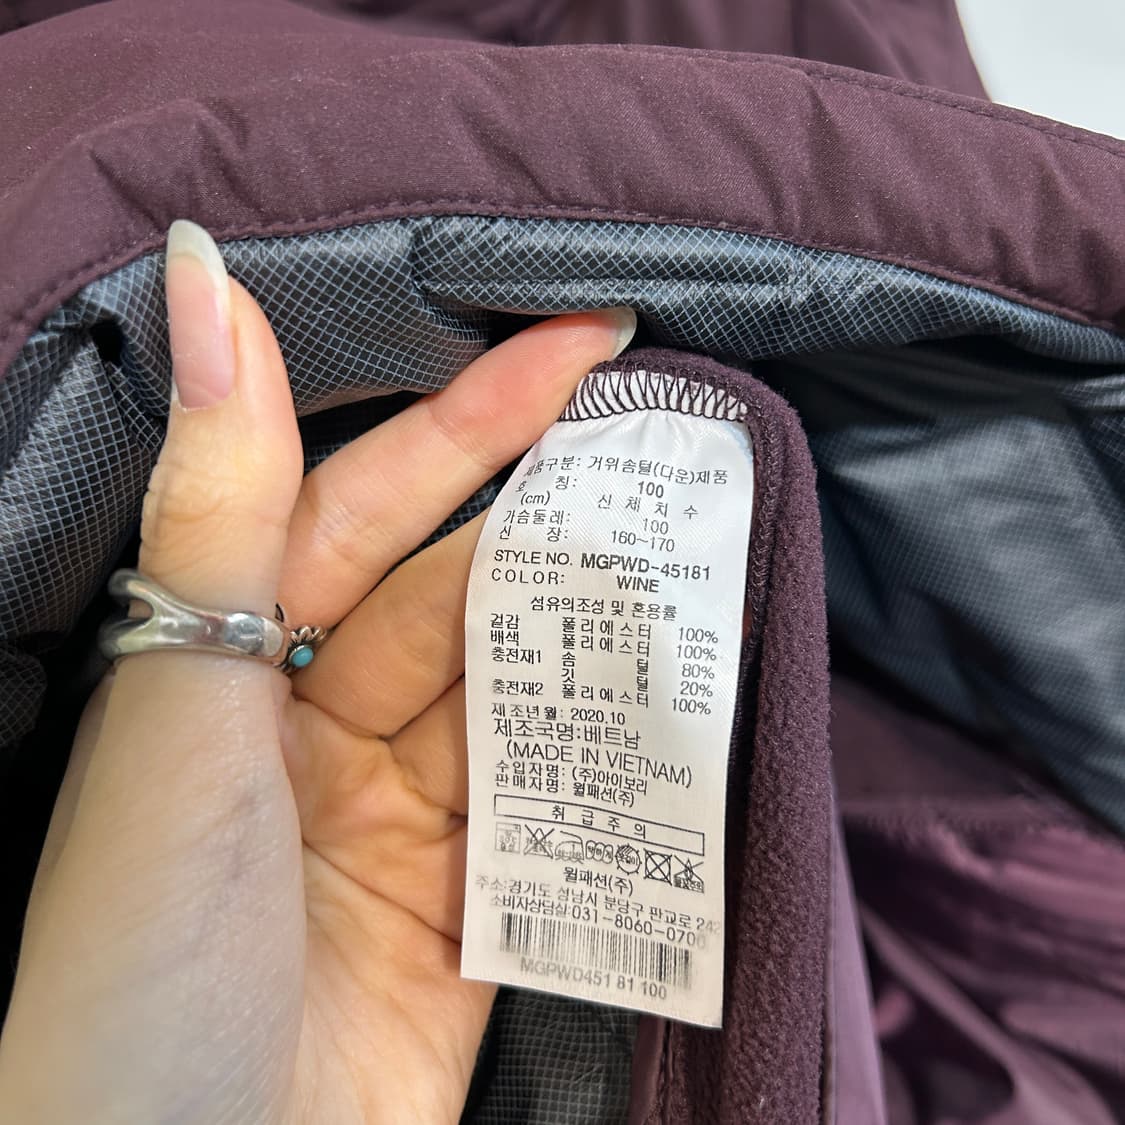 제품구분: 거위솜털(다운)제품
호 칭: 100
(cm) 신 체 치 수
가슴둘레: 100
신 장: 160~170
STYLE NO. MGPWD-45181
COLOR: WINE
섬유의조성 및 혼용률
겉감 폴리에스터 100%
배색 폴리에스터 100%
충전재1 솜 털 80%
깃 털 20%
충전재2 폴리에스터 100%
제조년월: 2020.10
제조국명:베트남
(MADE IN VIETNAM)
수입자명: (주)아이보리
판매자명: 월패션(주)
취 급 주 의
월패션(주)
주소:경기도 성남시 분당구 판교로 242
소비자상담실:031-8060-0706
MGPWD451 81 100